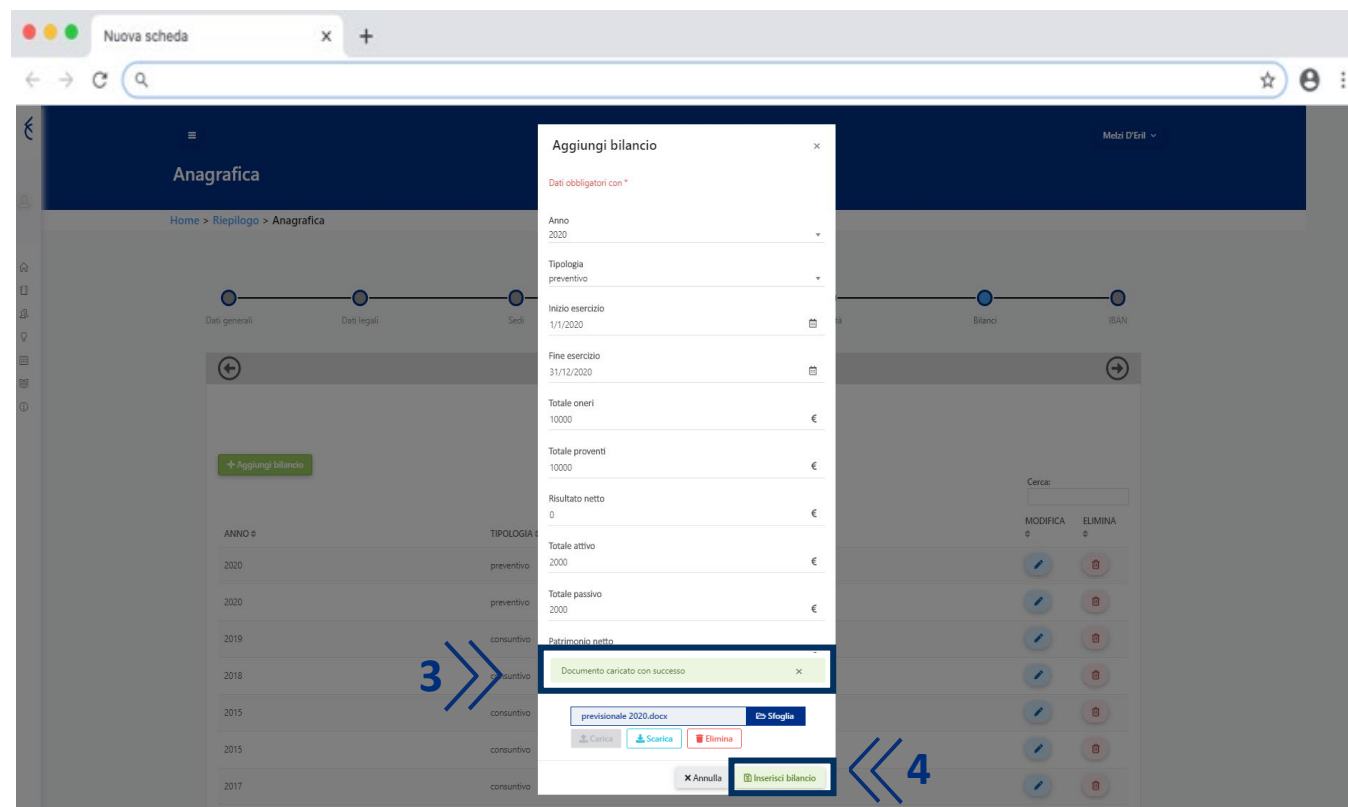 Nuova scheda
Melzi D'Eril
Anagrafica
Home > Riepilogo > Anagrafica
Dati generali
Dati legali
Sedi
Bilanci
IBAN
+ Aggiungi bilancio
Cerca:
ANNO
TIPOLOGIA
MODIFICA
ELIMINA
2020
preventivo
2020
preventivo
2019
consuntivo
2018
consuntivo
2015
consuntivo
2015
consuntivo
2017
consuntivo
Aggiungi bilancio
×
Dati obbligatori con *
Anno
2020
Tipologia
preventivo
Inizio esercizio
1/1/2020
Fine esercizio
31/12/2020
Totale oneri
10000 €
Totale proventi
10000 €
Risultato netto
0 €
Totale attivo
2000 €
Totale passivo
2000 €
Patrimonio netto
3
Documento caricato con successo ×
previsionale 2020.docx
Sfoglia
Carica
Scarica
Elimina
× Annulla
Inserisci bilancio
4